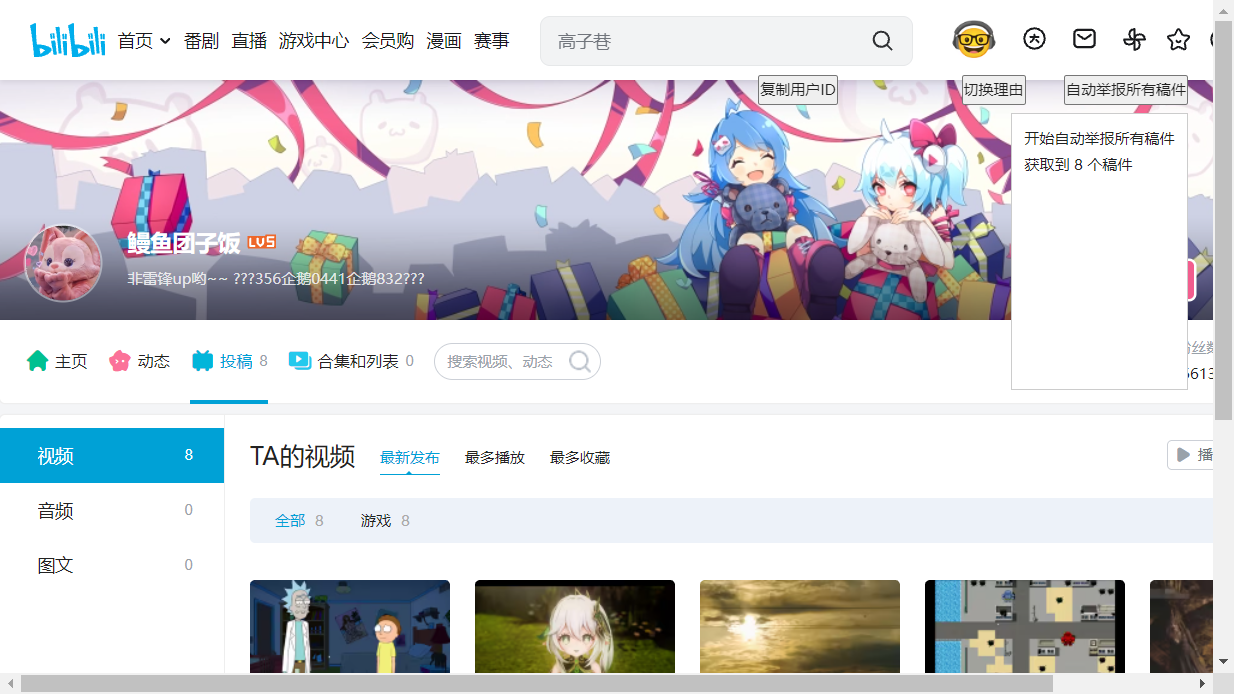 bilibili 首页 番剧 直播 游戏中心 会员购 漫画 赛事 高子巷
复制用户ID 切换理由 自动举报所有稿件
开始自动举报所有稿件
获取到 8 个稿件
鳗鱼团子饭 LV5
非雷锋up哟~~ ???356企鹅0441企鹅832???
主页 动态 投稿 8 合集和列表 0 搜索视频、动态
视频 8
音频 0
图文 0
TA的视频 最新发布 最多播放 最多收藏 播
全部 8 游戏 8